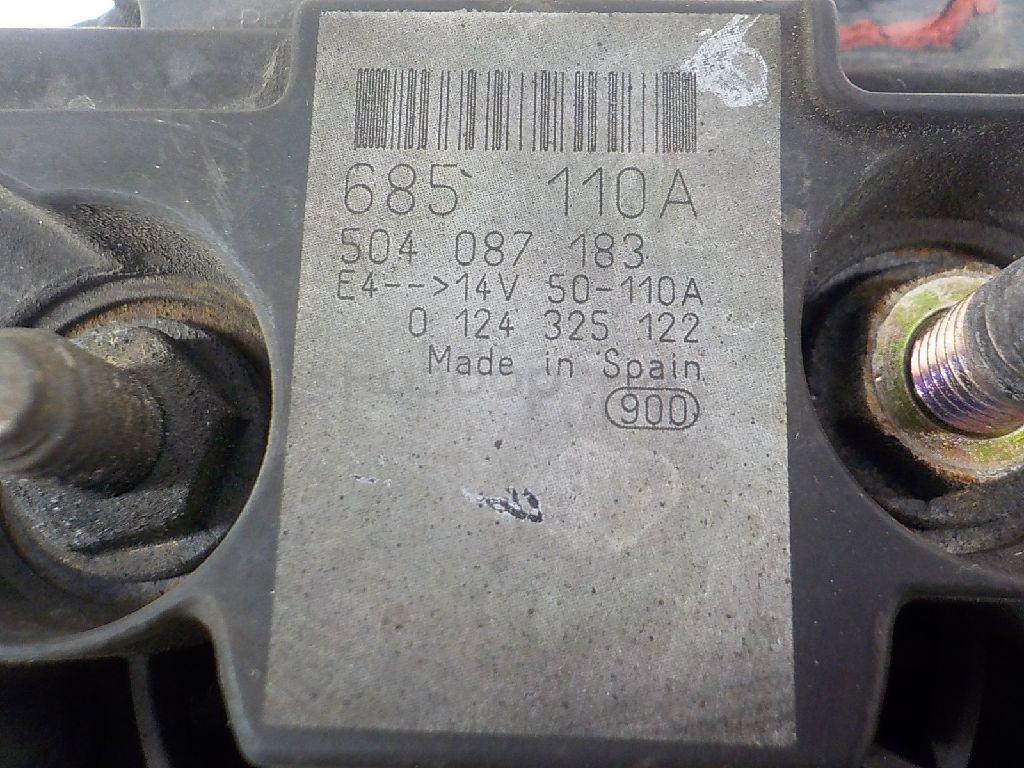 685 110A
504 087 183
E4-->14V 50-110A
0 124 325 122
Made in Spain
900